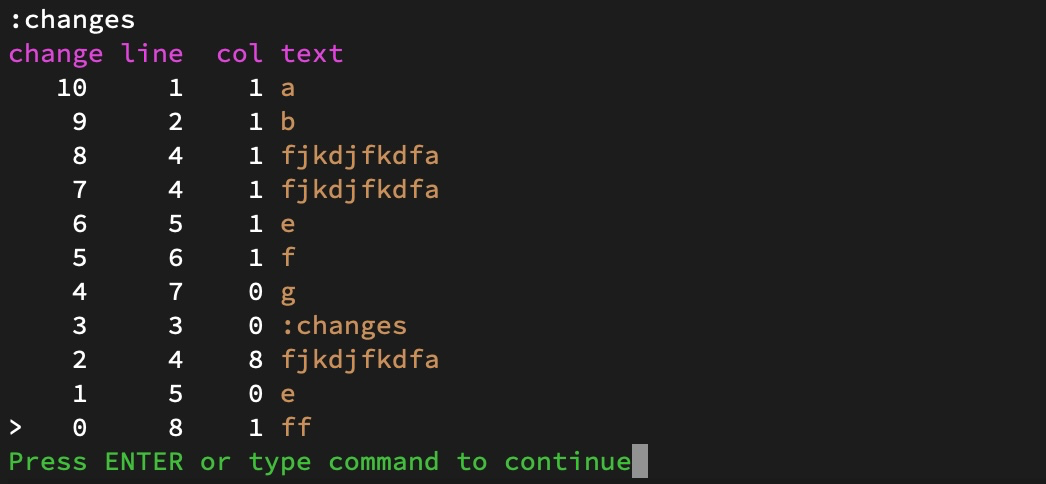 :changes
change line  col text
   10     1    1 a
    9     2    1 b
    8     4    1 fjkdjfkdfa
    7     4    1 fjkdjfkdfa
    6     5    1 e
    5     6    1 f
    4     7    0 g
    3     3    0 :changes
    2     4    8 fjkdjfkdfa
    1     5    0 e
>   0     8    1 ff
Press ENTER or type command to continue